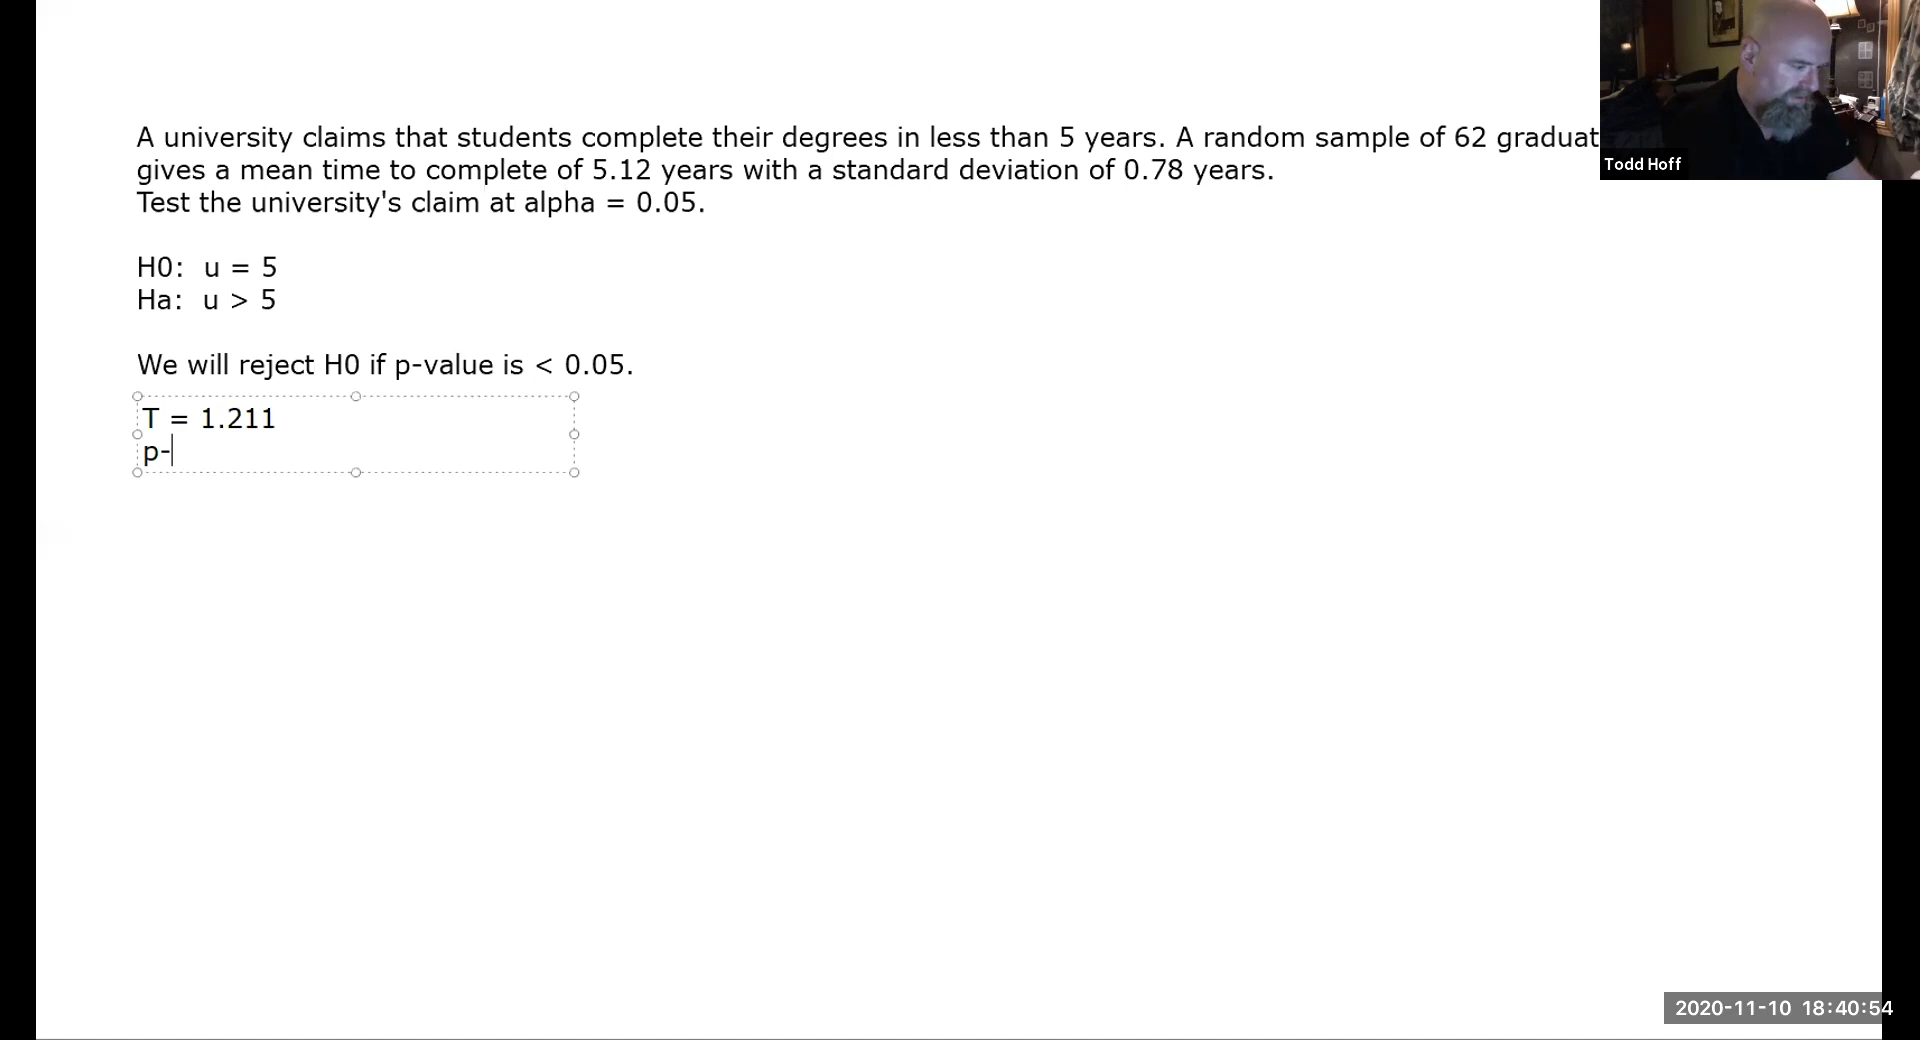 A university claims that students complete their degrees in less than 5 years. A random sample of 62 graduat
gives a mean time to complete of 5.12 years with a standard deviation of 0.78 years.
Test the university's claim at alpha = 0.05.
H0: u = 5
Ha: u > 5
We will reject H0 if p-value is < 0.05.
T = 1.211
p-
Todd Hoff
2020-11-10 18:40:54